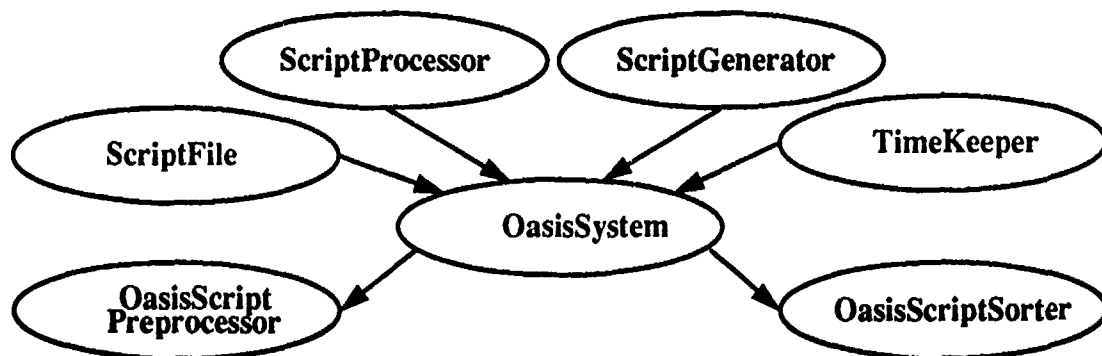 ScriptProcessor
ScriptGenerator
ScriptFile
TimeKeeper
OasisSystem
OasisScript
Preprocessor
OasisScriptSorter